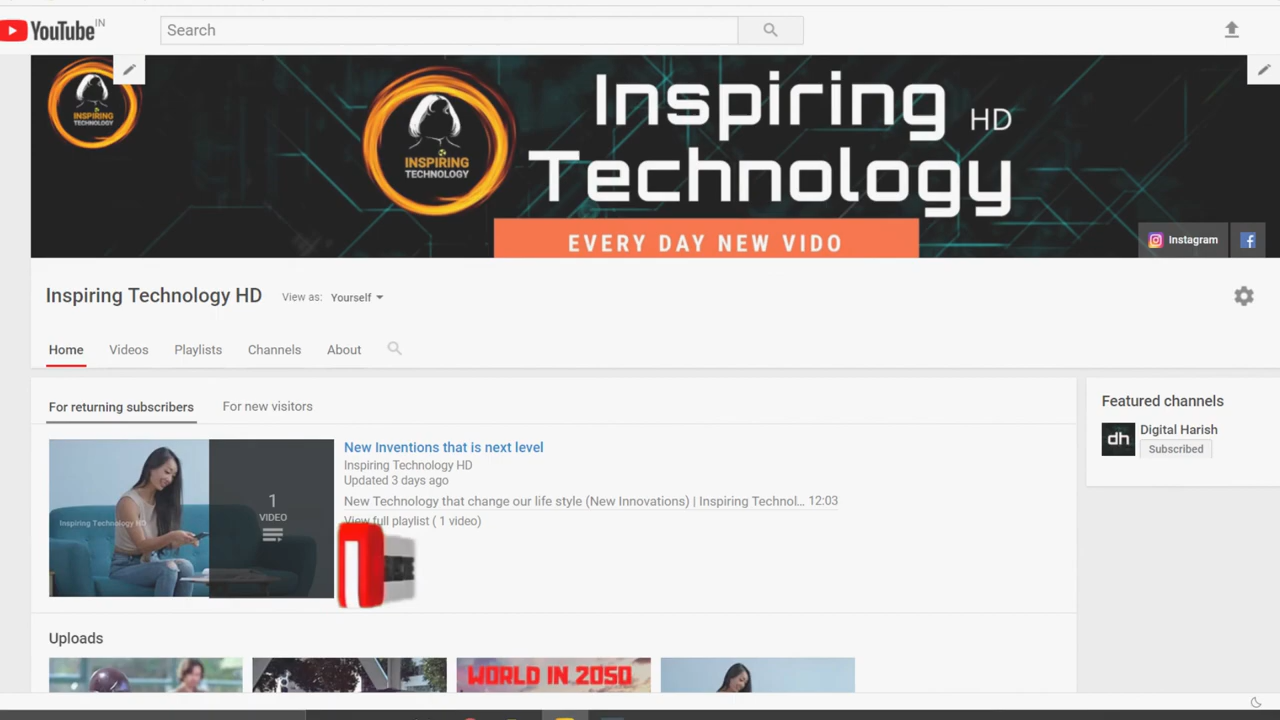 YouTube IN
Search
INSPIRING
TECHNOLOGY
INSPIRING
TECHNOLOGY
Inspiring HD
Technology
EVERY DAY NEW VIDO
Instagram
Inspiring Technology HD
View as: Yourself
Home Videos Playlists Channels About
For returning subscribers For new visitors
Featured channels
dh Digital Harish
Subscribed
Inspiring Technology HD
1
VIDEO
New Inventions that is next level
Inspiring Technology HD
Updated 3 days ago
New Technology that change our life style (New Innovations) | Inspiring Technol... 12:03
View full playlist ( 1 video)
Uploads
WORLD IN 2050